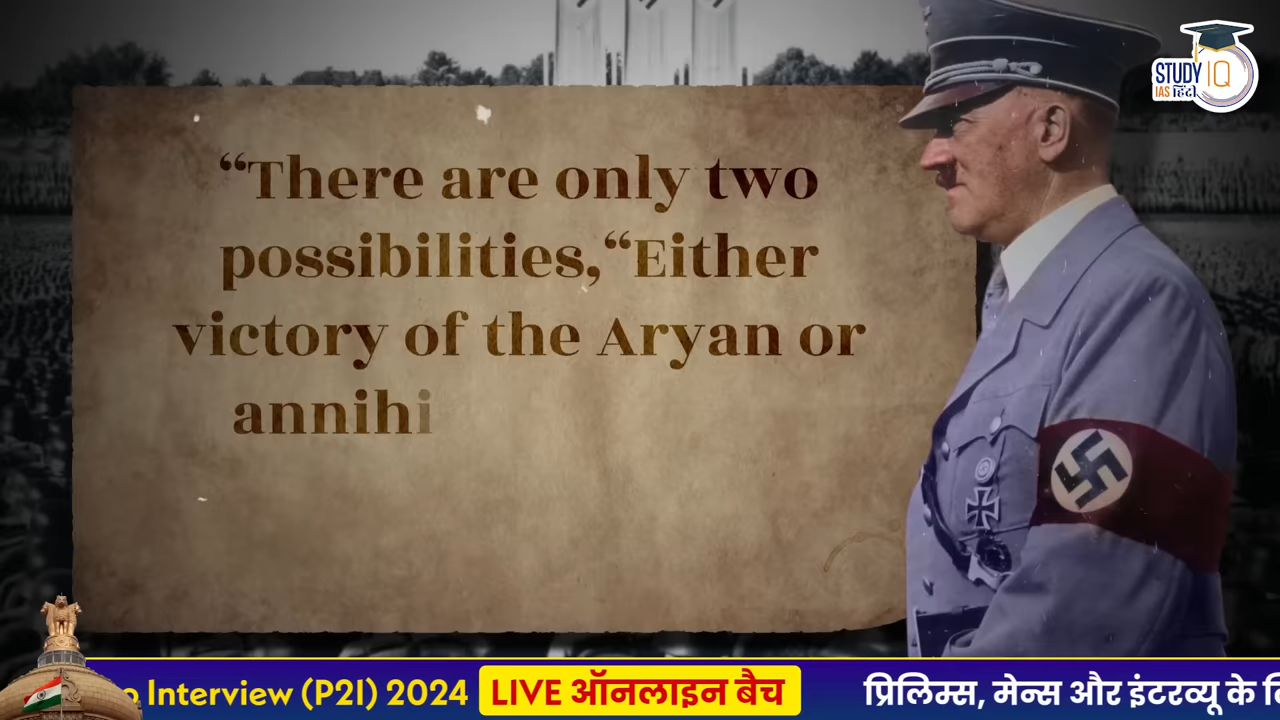 STUDY IQ
IAS हिंदी
“There are only two
possibilities,“Either
victory of the Aryan or
annihi
o Interview (P2I) 2024 LIVE ऑनलाइन बैच प्रिलिम्स, मेन्स और इंटरव्यू के